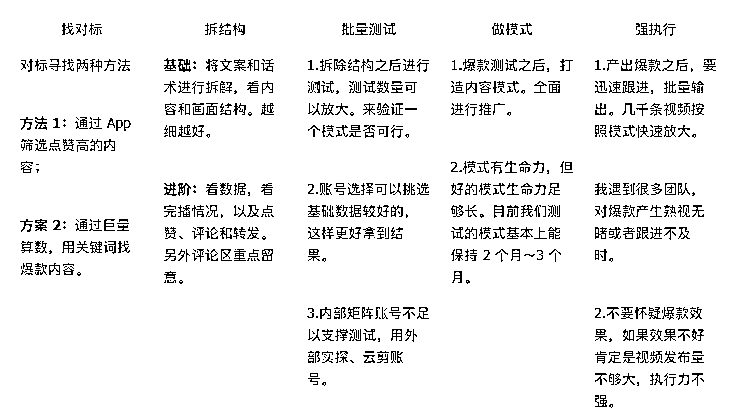 找对标
对标寻找两种方法
方法 1：通过 App
筛选点赞高的内
容；
方案 2：通过巨量
算数，用关键词找
爆款内容。
拆结构
基础：将文案和话
术进行拆解，看内
容和画面结构。越
细越好。
进阶：看数据，看
完播情况，以及点
赞、评论和转发。
另外评论区重点留
意。
批量测试
1.拆除结构之后进行
测试，测试数量可
以放大。来验证一
个模式是否可行。
2.账号选择可以挑选
基础数据较好的，
这样更好拿到结
果。
3.内部矩阵账号不足
以支撑测试，用外
部实探、云剪账
号。
做模式
1.爆款测试之后，打
造内容模式。全面
进行推广。
2.模式有生命力，但
好的模式生命力足
够长。目前我们测
试的模式基本上能
保持 2 个月～3 个
月。
强执行
1.产出爆款之后，要
迅速跟进，批量输
出。几千条视频按
照模式快速放大。
我遇到很多团队，
对爆款产生熟视无
睹或者跟进不及
时。
2.不要怀疑爆款效
果，如果效果不好
肯定是视频发布量
不够大，执行力不
强。